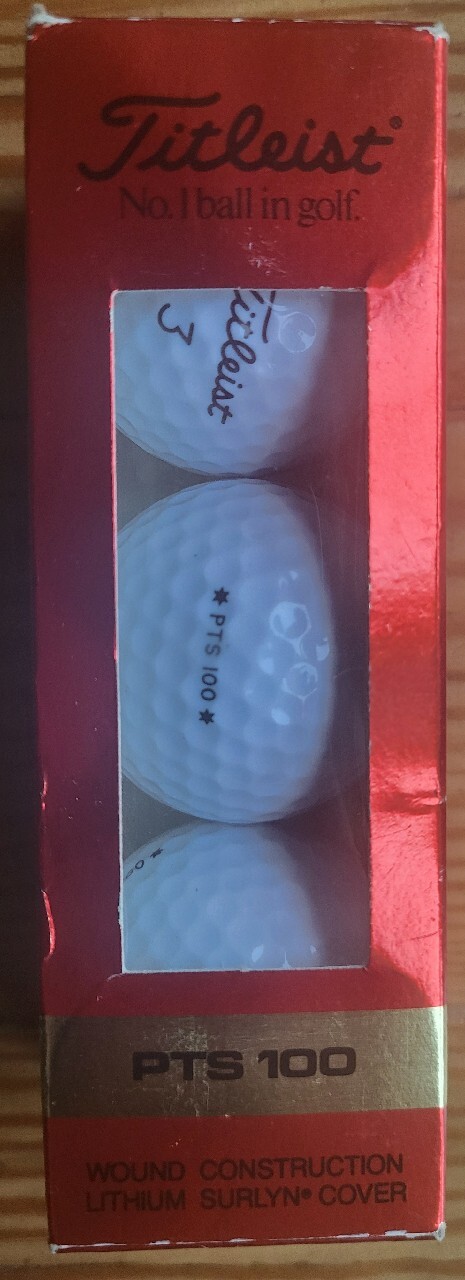 Titleist®
No. 1 ball in golf.
Titleist
3
★ PTS 100 ★
PTS 100
WOUND CONSTRUCTION
LITHIUM SURLYN® COVER